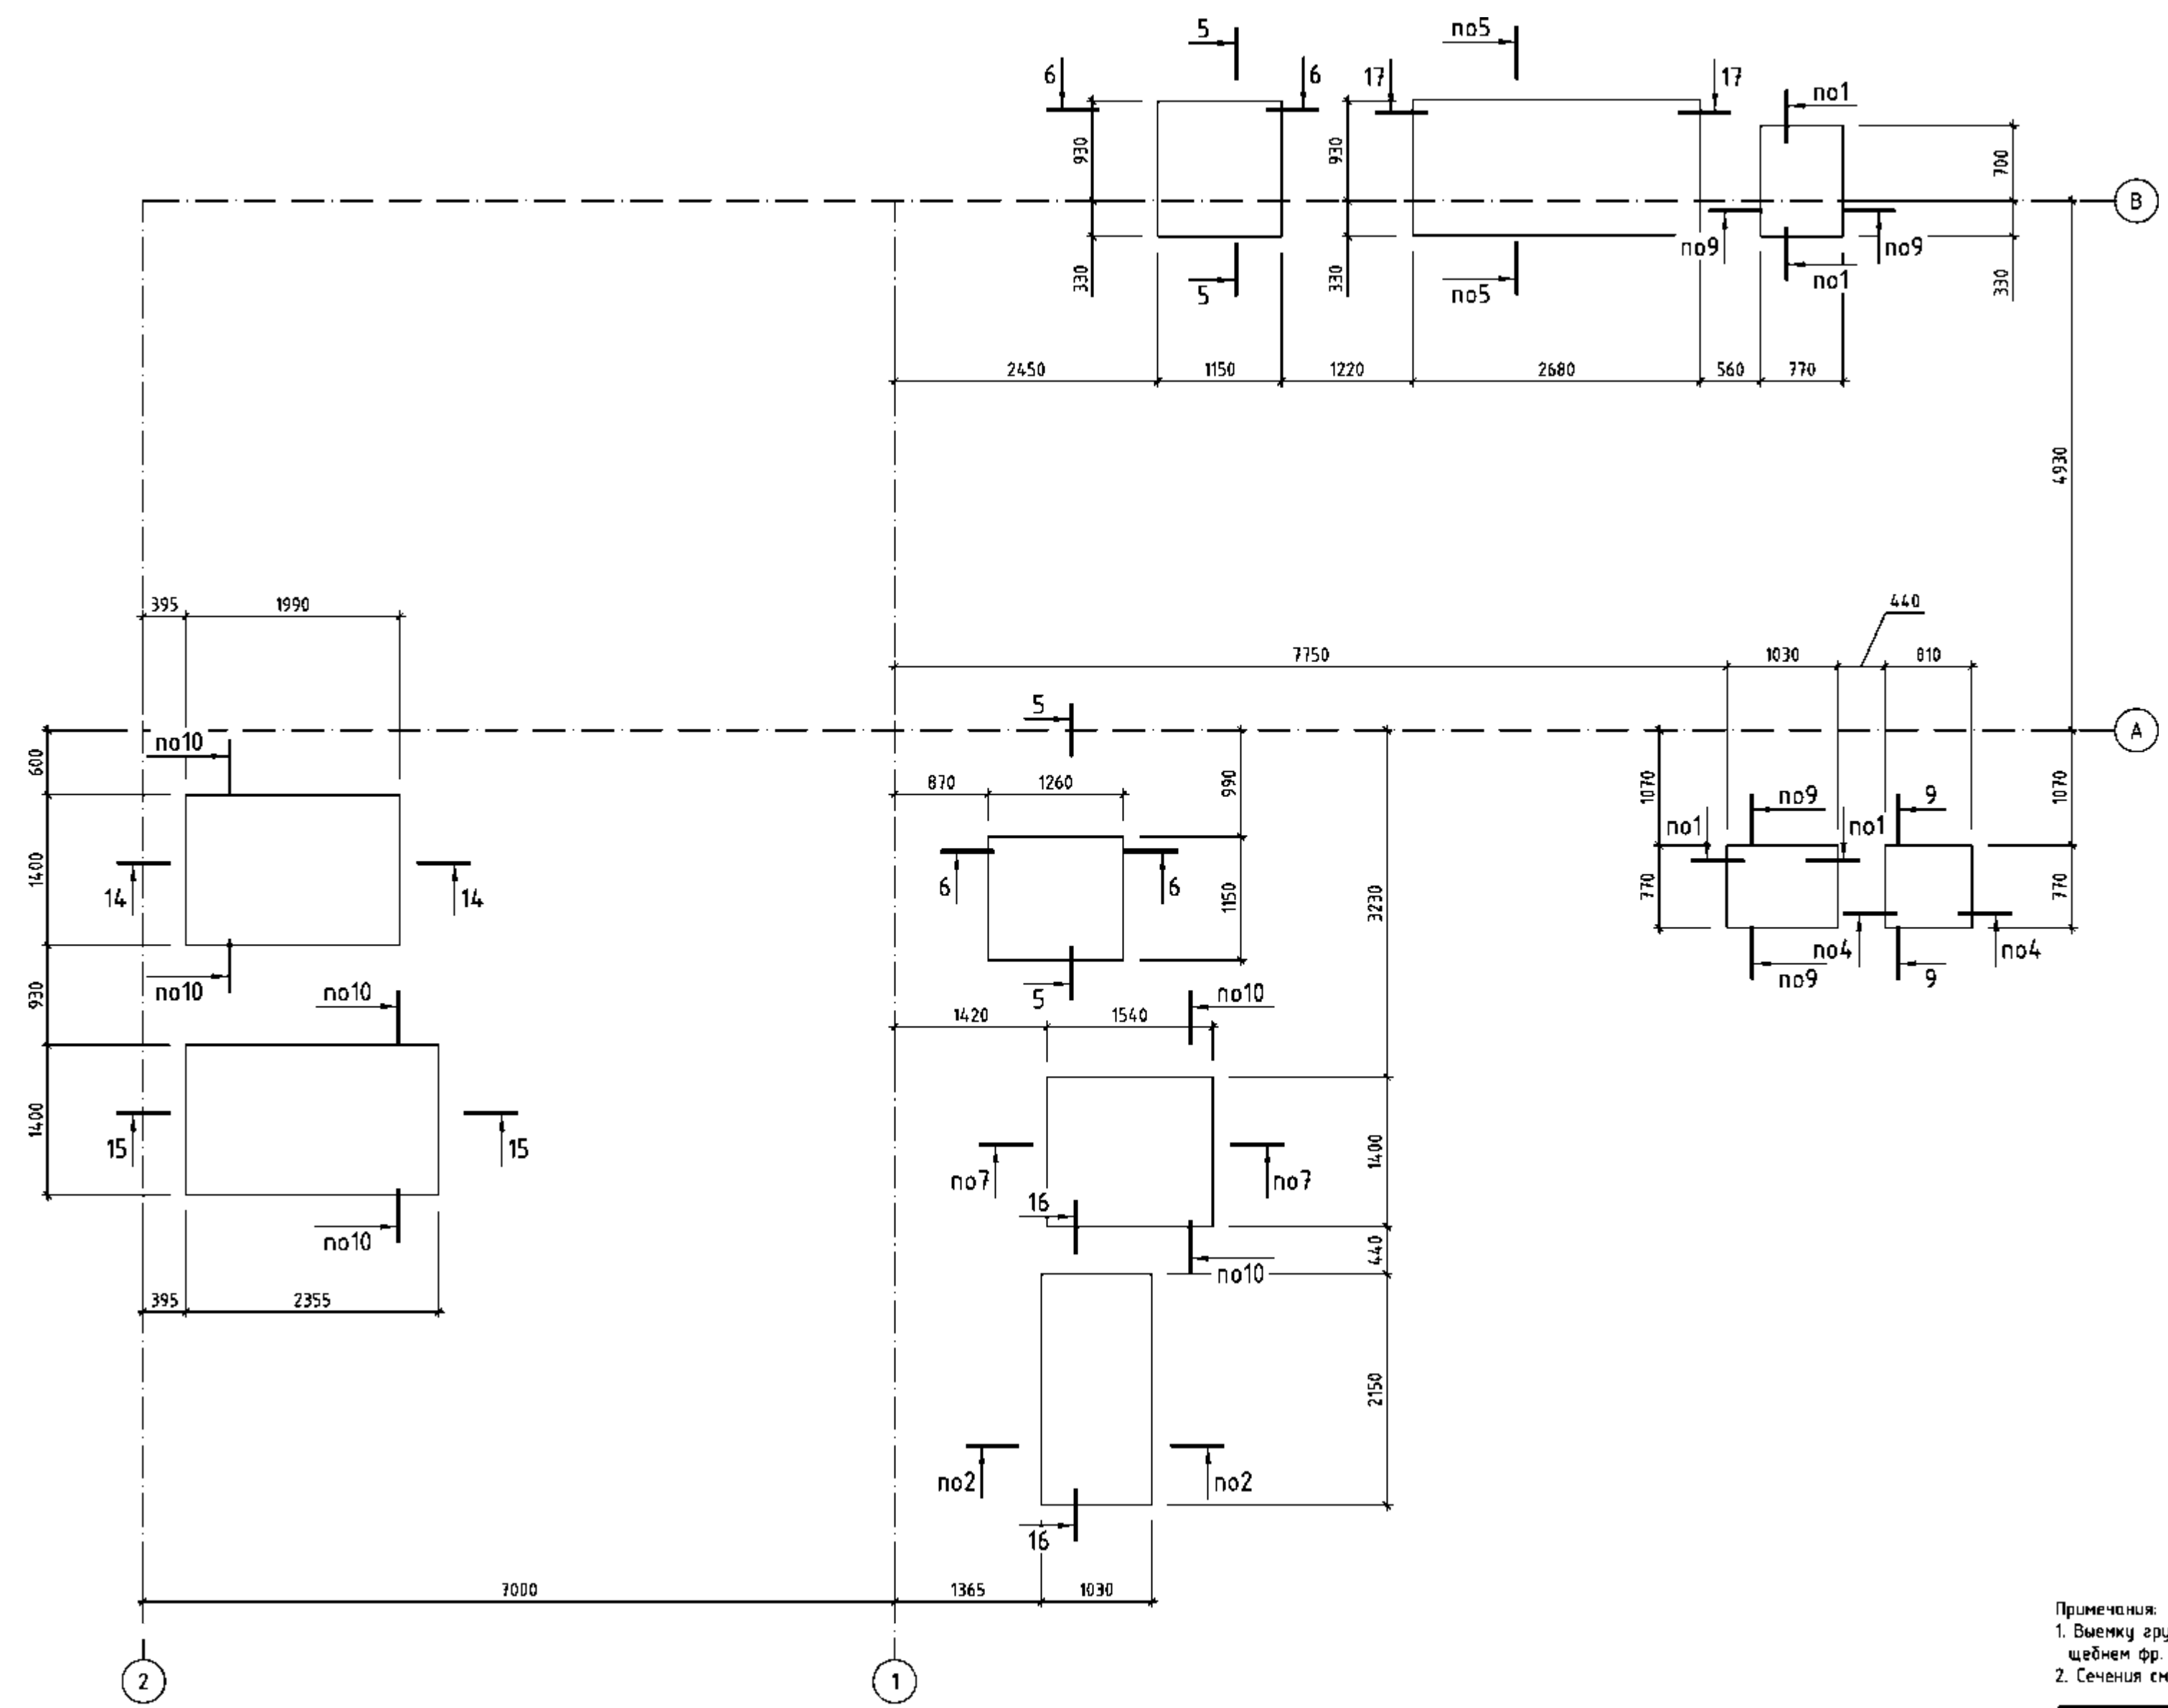 5
по5
6
6
17
17
по1
930
930
700
В
по9
по9
330
330
330
5
по5
по1
2450
1150
1220
2680
560
770
4930
395
1990
440
7750
1030
810
5
А
по10
600
870
1260
990
1070
1070
по9
9
по1
по1
1400
14
14
6
6
1150
3230
770
770
по4
по4
по9
9
по10
930
по10
5
по10
1420
1540
1400
15
15
по7
по7
1400
16
по10
440
по10
395
2355
2150
по2
по2
16
7000
1365
1030
2
1
Примечания:
1. Выемку гру
щебнем фр.
2. Сечения см